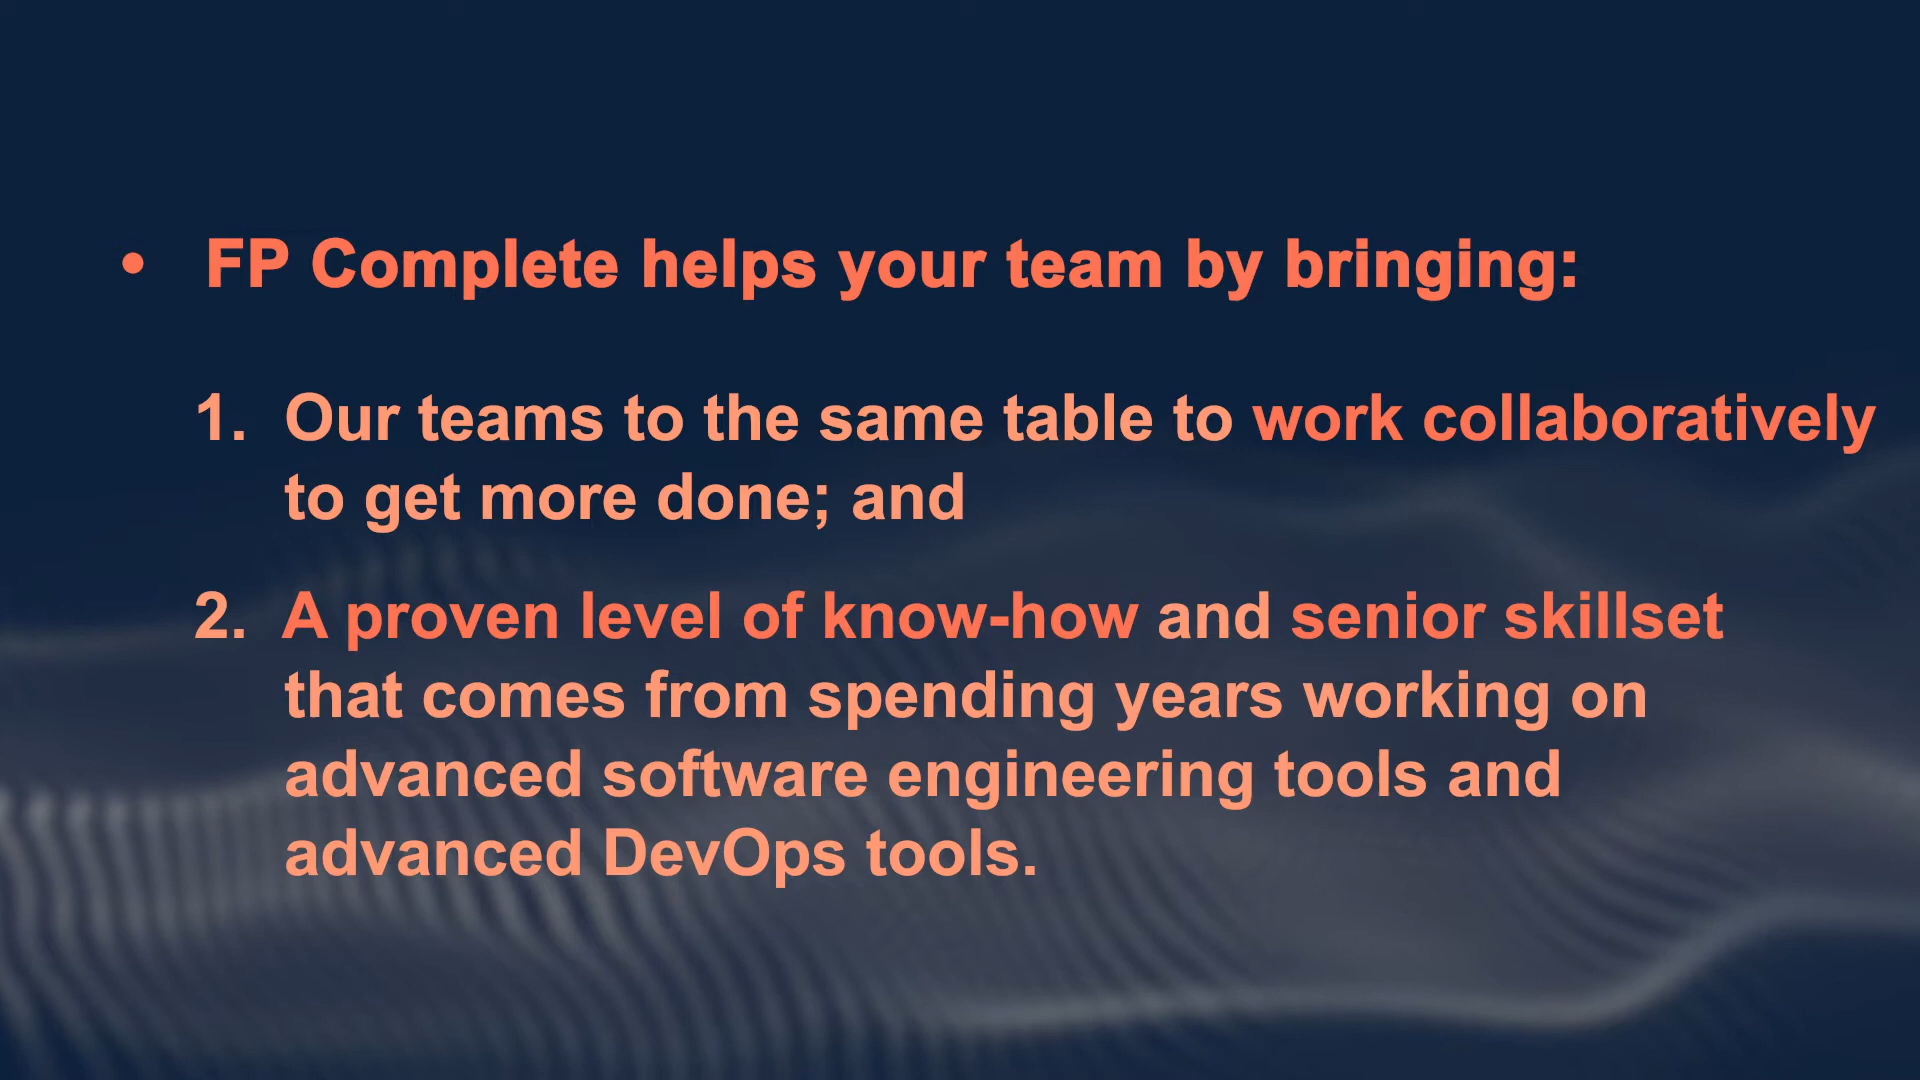 • FP Complete helps your team by bringing:
1. Our teams to the same table to work collaboratively
to get more done; and
2. A proven level of know-how and senior skillset
that comes from spending years working on
advanced software engineering tools and
advanced DevOps tools.